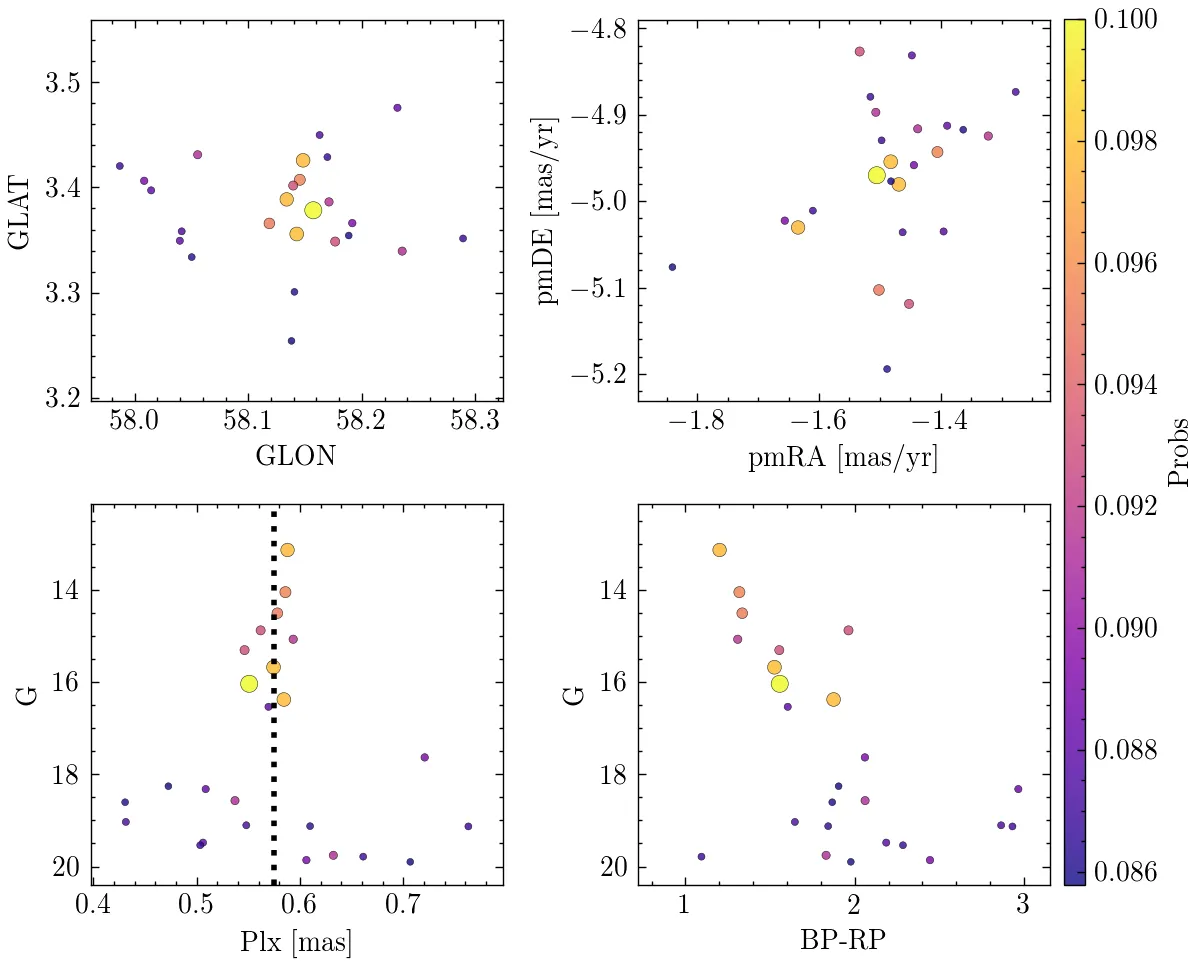 3.5
3.4
3.3
3.2
GLAT
58.0 58.1 58.2 58.3
GLON
−4.8
−4.9
−5.0
−5.1
−5.2
pmDE [mas/yr]
−1.8 −1.6 −1.4
pmRA [mas/yr]
14
16
18
20
G
0.4 0.5 0.6 0.7
Plx [mas]
14
16
18
20
G
1 2 3
BP-RP
0.100
0.098
0.096
0.094
0.092
0.090
0.088
0.086
Probs